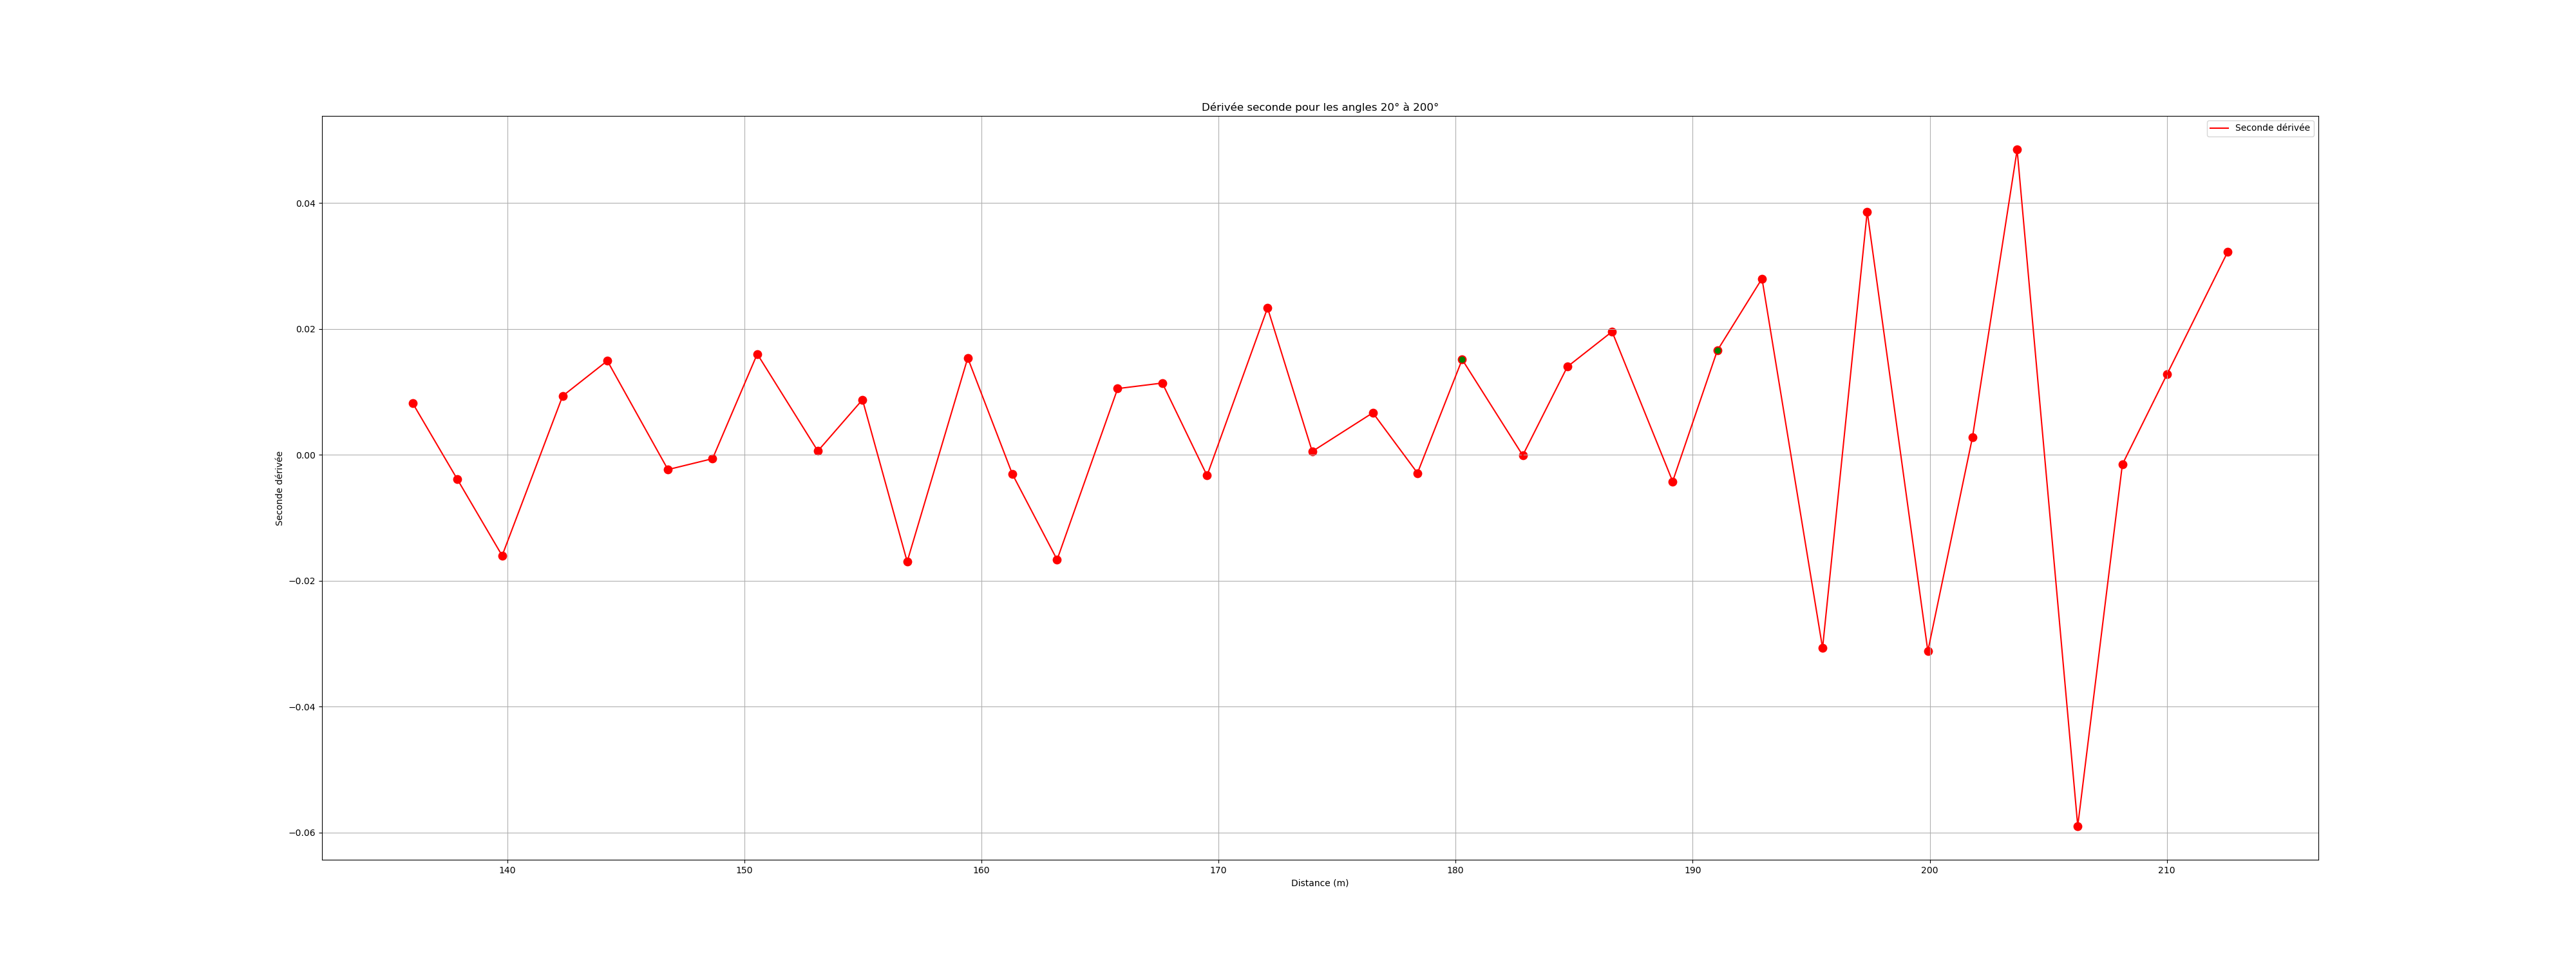 Dérivée seconde pour les angles 20° à 200°
Seconde dérivée
0.04
0.02
0.00
−0.02
−0.04
−0.06
Seconde dérivée
140 150 160 170 180 190 200 210
Distance (m)